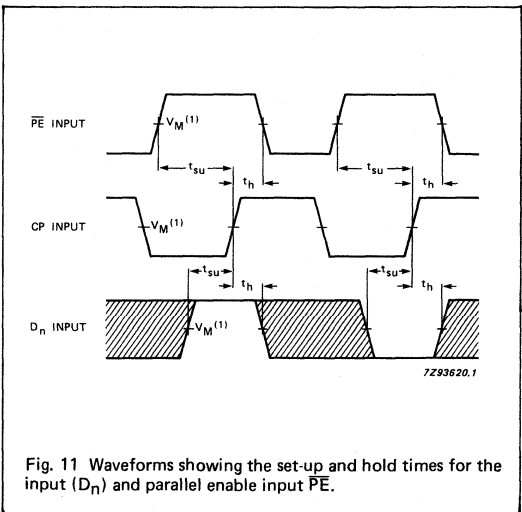 P̅E̅ INPUT
V_M(1)
t_su
t_h
t_su
t_h
CP INPUT
V_M(1)
t_su
t_h
t_su
t_h
D_n INPUT
V_M(1)
7Z93620.1
Fig. 11 Waveforms showing the set-up and hold times for the
input (D_n) and parallel enable input P̅E̅.